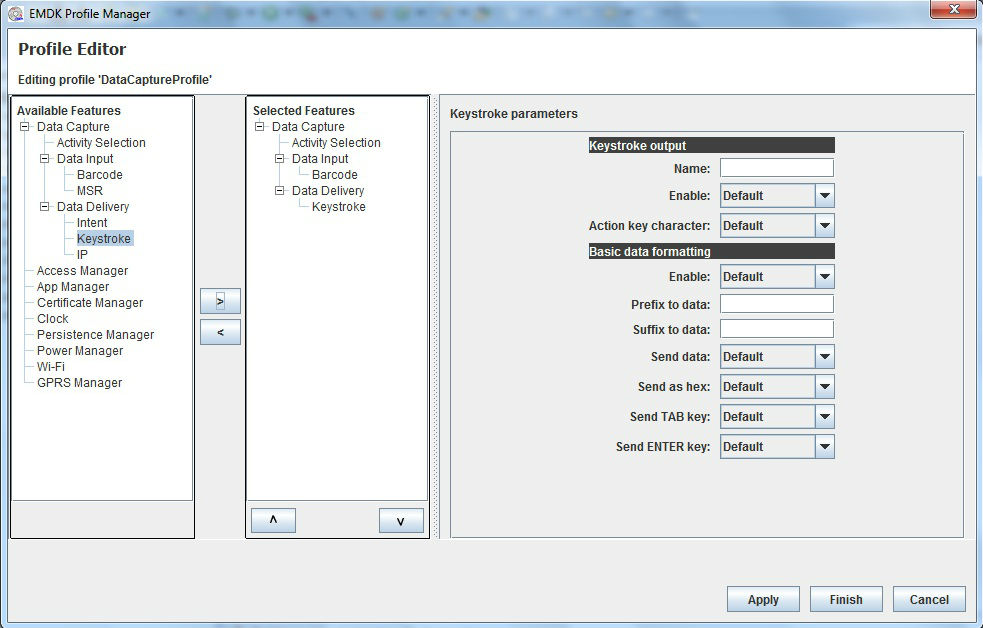 EMDK Profile Manager
X
Profile Editor
Editing profile 'DataCaptureProfile'
Available Features
Data Capture
Activity Selection
Data Input
Barcode
MSR
Data Delivery
Intent
Keystroke
IP
Access Manager
App Manager
Certificate Manager
Clock
Persistence Manager
Power Manager
Wi-Fi
GPRS Manager
>
<
Selected Features
Data Capture
Activity Selection
Data Input
Barcode
Data Delivery
Keystroke
ʌ
v
Keystroke parameters
Keystroke output
Name:
Enable: Default
Action key character: Default
Basic data formatting
Enable: Default
Prefix to data:
Suffix to data:
Send data: Default
Send as hex: Default
Send TAB key: Default
Send ENTER key: Default
Apply Finish Cancel